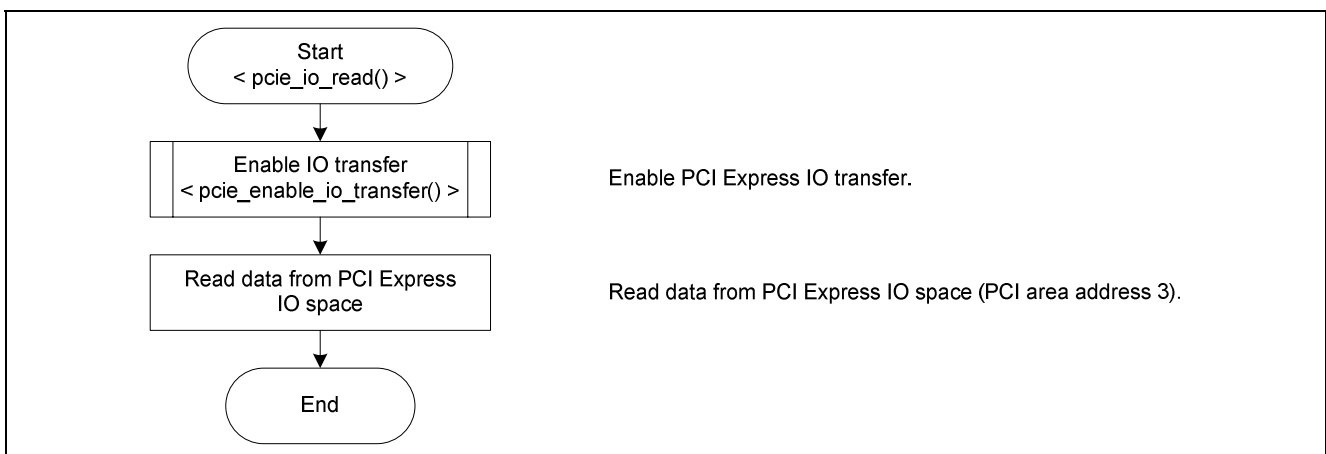 Start
< pcie_io_read() >
Enable IO transfer
< pcie_enable_io_transfer() >
Enable PCI Express IO transfer.
Read data from PCI Express
IO space
Read data from PCI Express IO space (PCI area address 3).
End